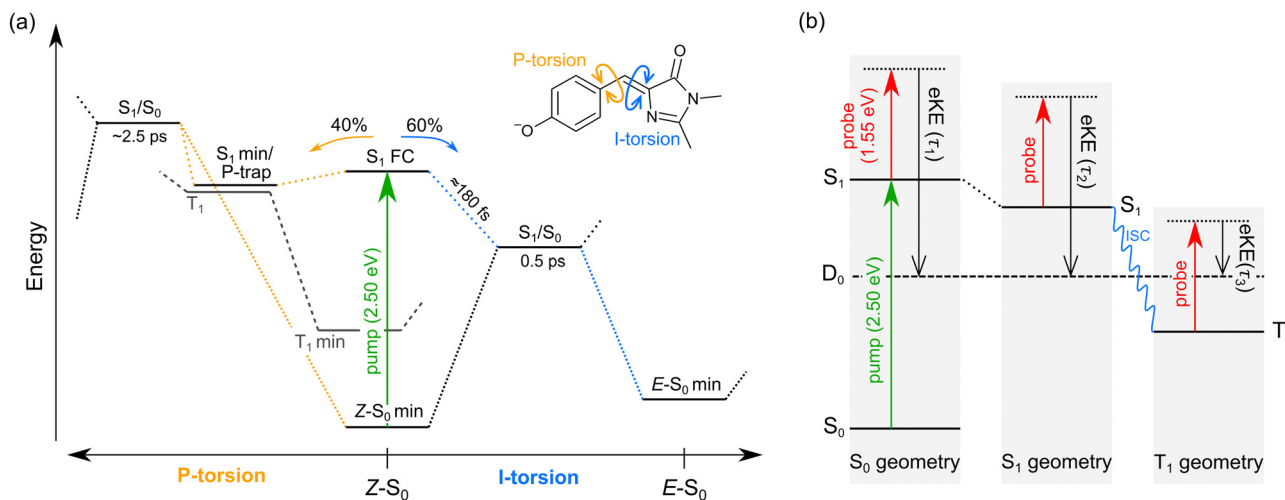 (a)
Energy
S₁/S₀
~2.5 ps
S₁ min/
P-trap
T₁
T₁ min
40%
60%
S₁ FC
pump (2.50 eV)
Z-S₀ min
≈180 fs
S₁/S₀
0.5 ps
E-S₀ min
P-torsion
I-torsion
O
N
N
⁻O
P-torsion
I-torsion
Z-S₀
E-S₀
(b)
probe
(1.55 eV)
eKE (τ₁)
S₁
pump (2.50 eV)
D₀
S₀
probe
eKE (τ₂)
S₁
ISC
probe
eKE(τ₃)
T
S₀ geometry
S₁ geometry
T₁ geometry